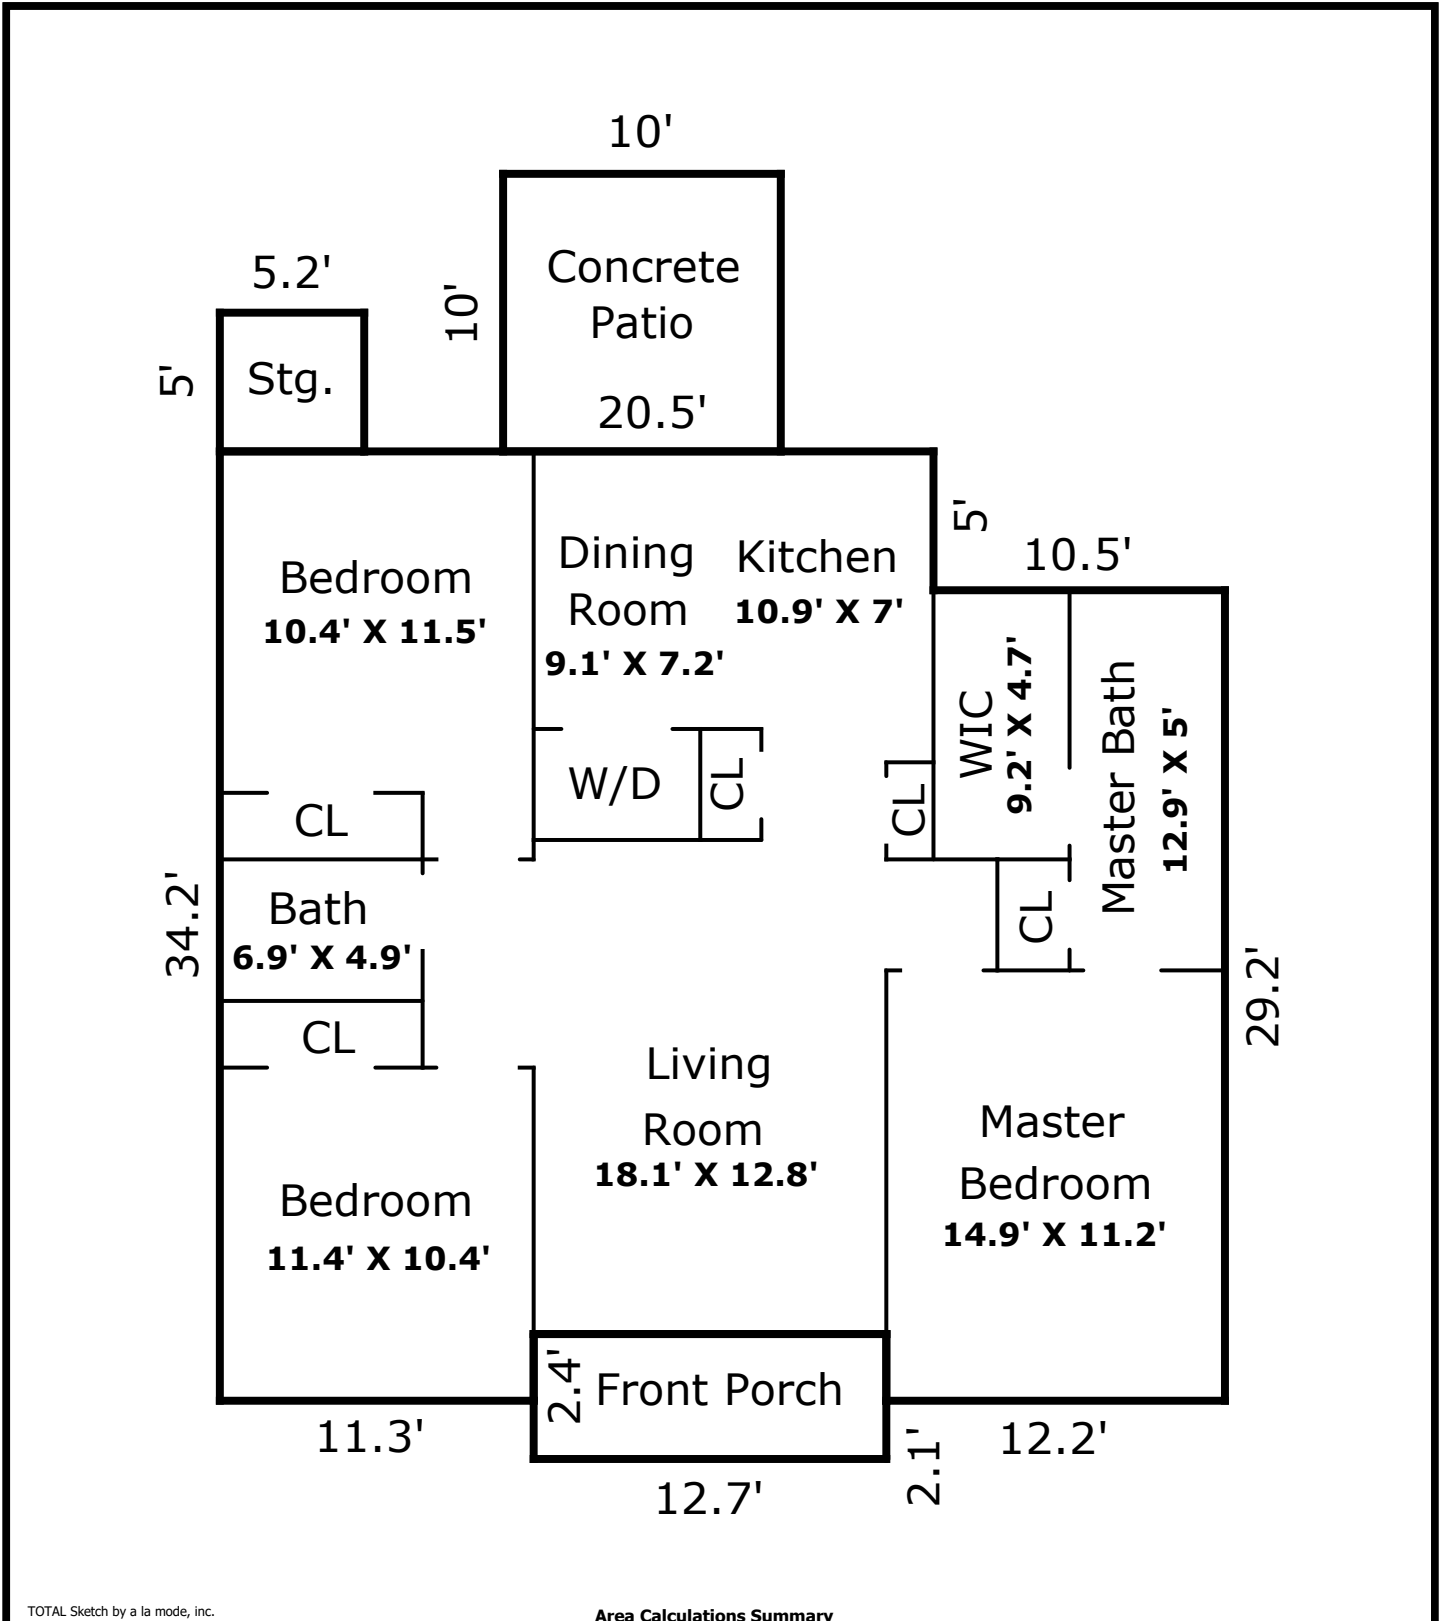 10'
Concrete
Patio
10'
5.2'
Stg.
5'
20.5'
5'
10.5'
Bedroom
10.4' X 11.5'
Dining
Room
9.1' X 7.2'
Kitchen
10.9' X 7'
WIC
9.2' X 4.7'
Master Bath
12.9' X 5'
W/D
CL
CL
CL
CL
Bath
6.9' X 4.9'
34.2'
CL
29.2'
Living
Room
18.1' X 12.8'
Master
Bedroom
14.9' X 11.2'
Bedroom
11.4' X 10.4'
2.4'
Front Porch
11.3'
12.7'
2.1'
12.2'
TOTAL Sketch by a la mode, inc.
Area Calculations Summary